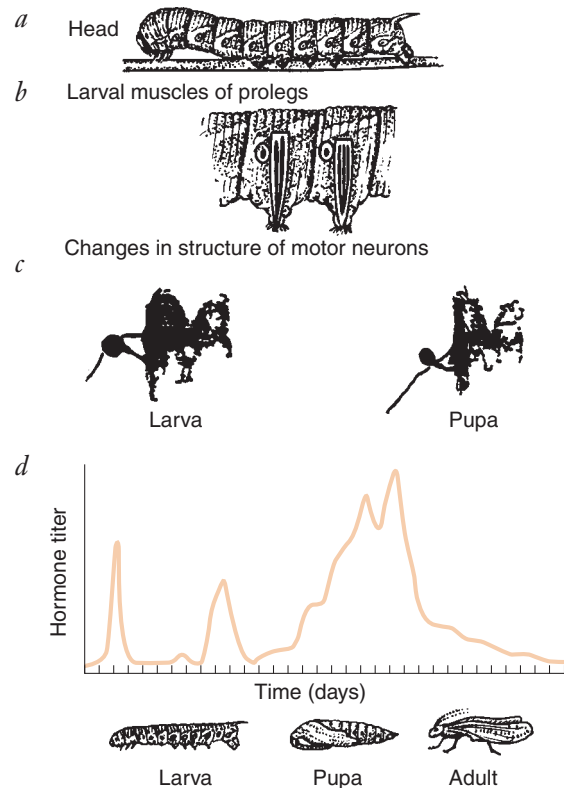 a
Head
b
Larval muscles of prolegs
Changes in structure of motor neurons
c
Larva Pupa
d
Hormone titer
Time (days)
Larva Pupa Adult